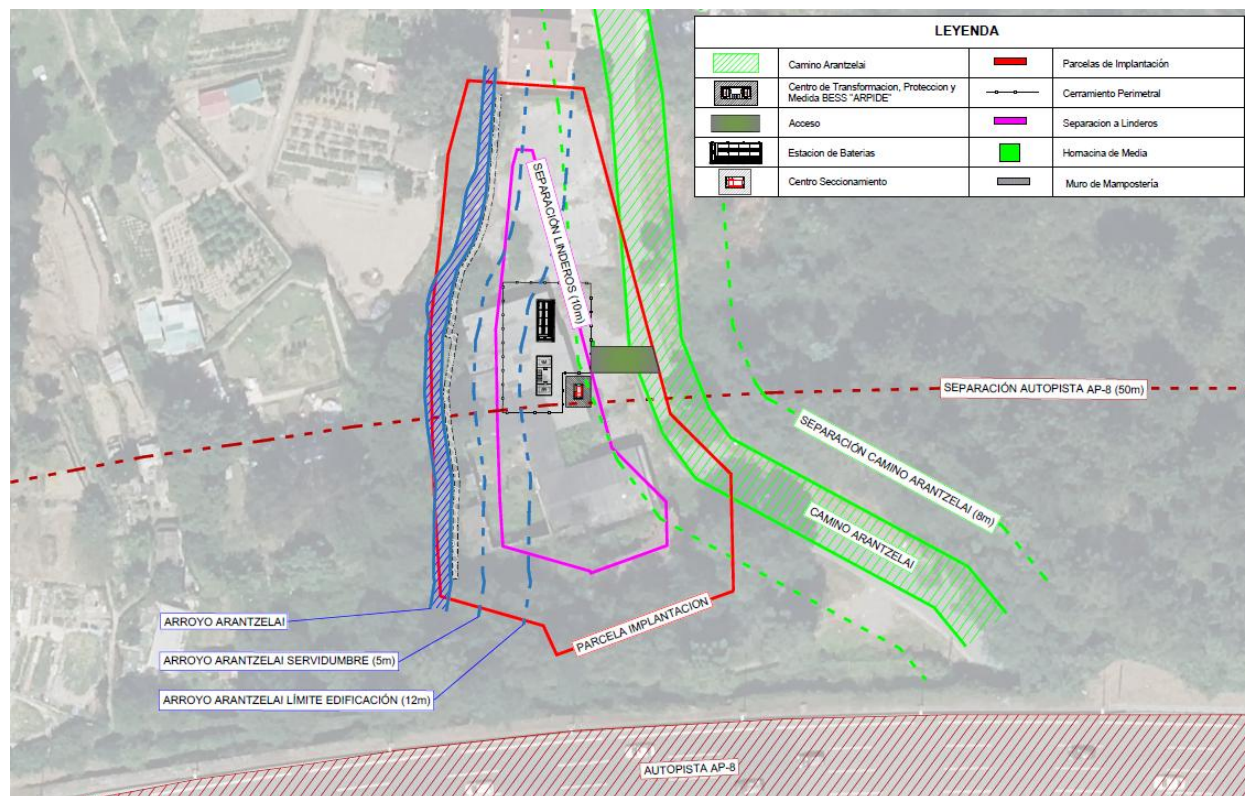 LEYENDA
Camino Arantzelai
Parcelas de Implantación
Centro de Transformacion, Proteccion y
Medida BESS "ARPIDE"
Cerramiento Perimetral
Acceso
Separacion a Linderos
Estacion de Baterias
Hornacina de Media
Centro Seccionamiento
Muro de Mampostería
SEPARACIÓN LINDEROS (10m)
SEPARACIÓN AUTOPISTA AP-8 (50m)
SEPARACIÓN CAMINO ARANTZELAI (8m)
CAMINO ARANTZELAI
PARCELA IMPLANTACION
ARROYO ARANTZELAI
ARROYO ARANTZELAI SERVIDUMBRE (5m)
ARROYO ARANTZELAI LÍMITE EDIFICACIÓN (12m)
AUTOPISTA AP-8